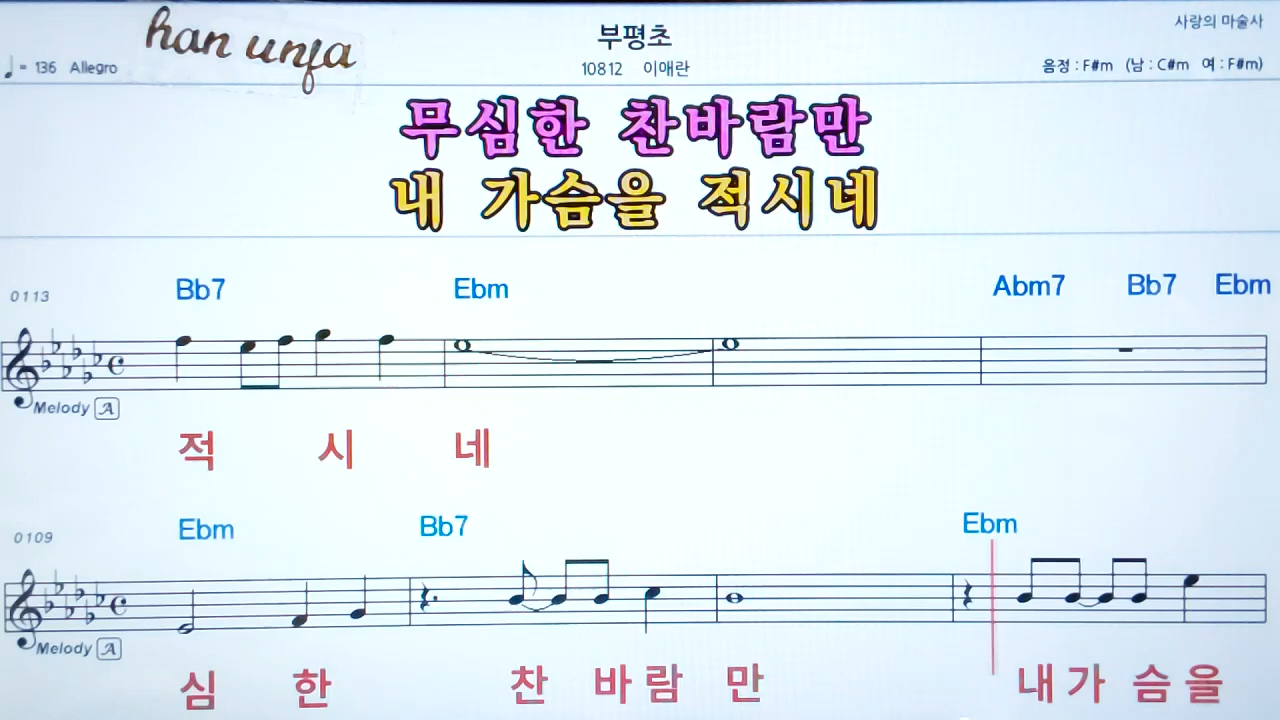 han unfa
부평초
사랑의 마술사
♩= 136 Allegro
10812 이애란
음정 : F#m (남 : C#m 여 : F#m)
무심한 찬바람만
내 가슴을 적시네
0113 Bb7 Ebm Abm7 Bb7 Ebm
Melody A
적 시 네
0109 Ebm Bb7 Ebm
Melody A
심 한 찬 바 람 만 내 가 슴 을